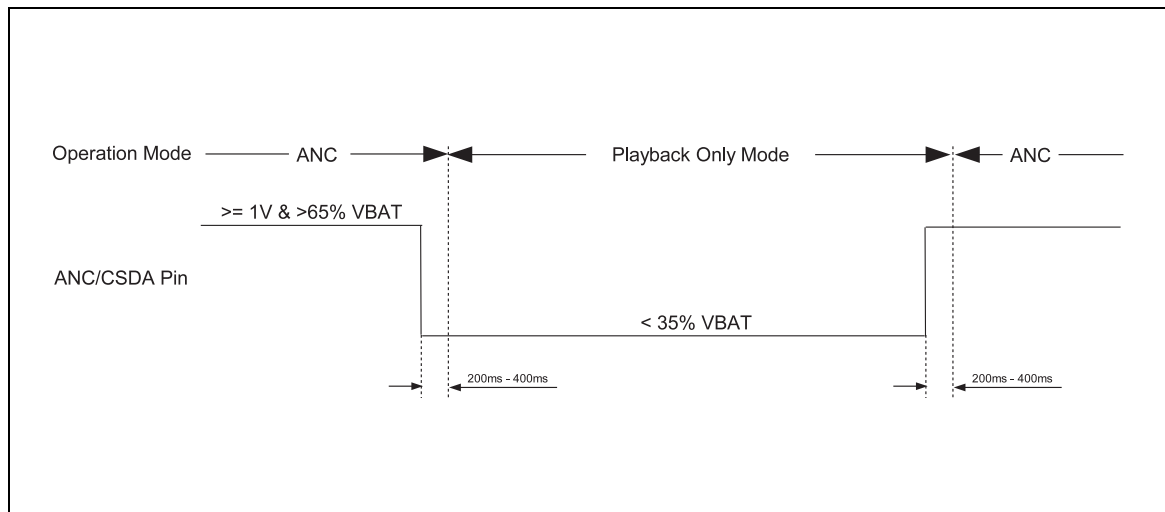 Operation Mode ANC Playback Only Mode ANC
>= 1V & >65% VBAT
ANC/CSDA Pin
< 35% VBAT
200ms - 400ms 200ms - 400ms